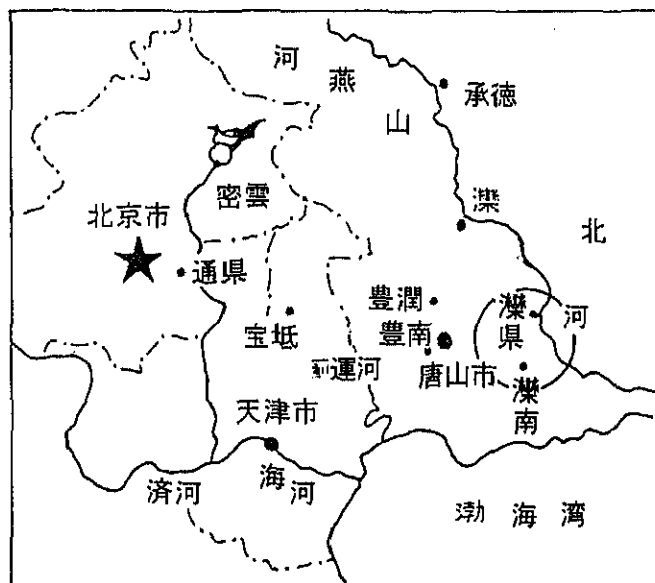 河
燕
山
承徳
密雲
灤
北京市
北
通県
豊潤
灤県
河
宝坻
豊南
運河
唐山市
灤南
天津市
海河
済河
渤海湾